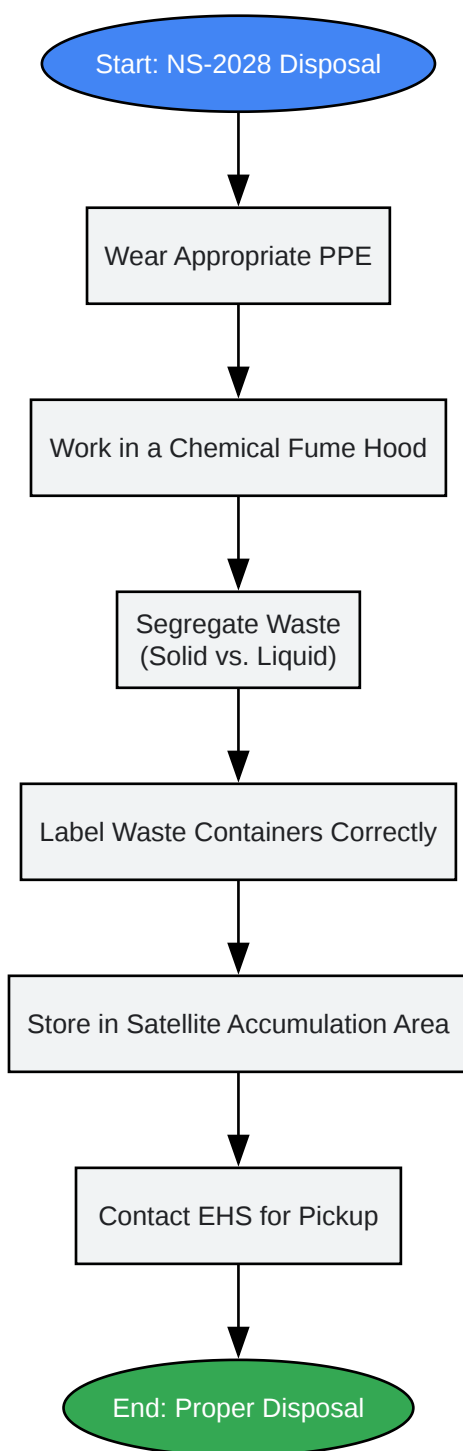 Start: NS-2028 Disposal
Wear Appropriate PPE
Work in a Chemical Fume Hood
Segregate Waste
(Solid vs. Liquid)
Label Waste Containers Correctly
Store in Satellite Accumulation Area
Contact EHS for Pickup
End: Proper Disposal